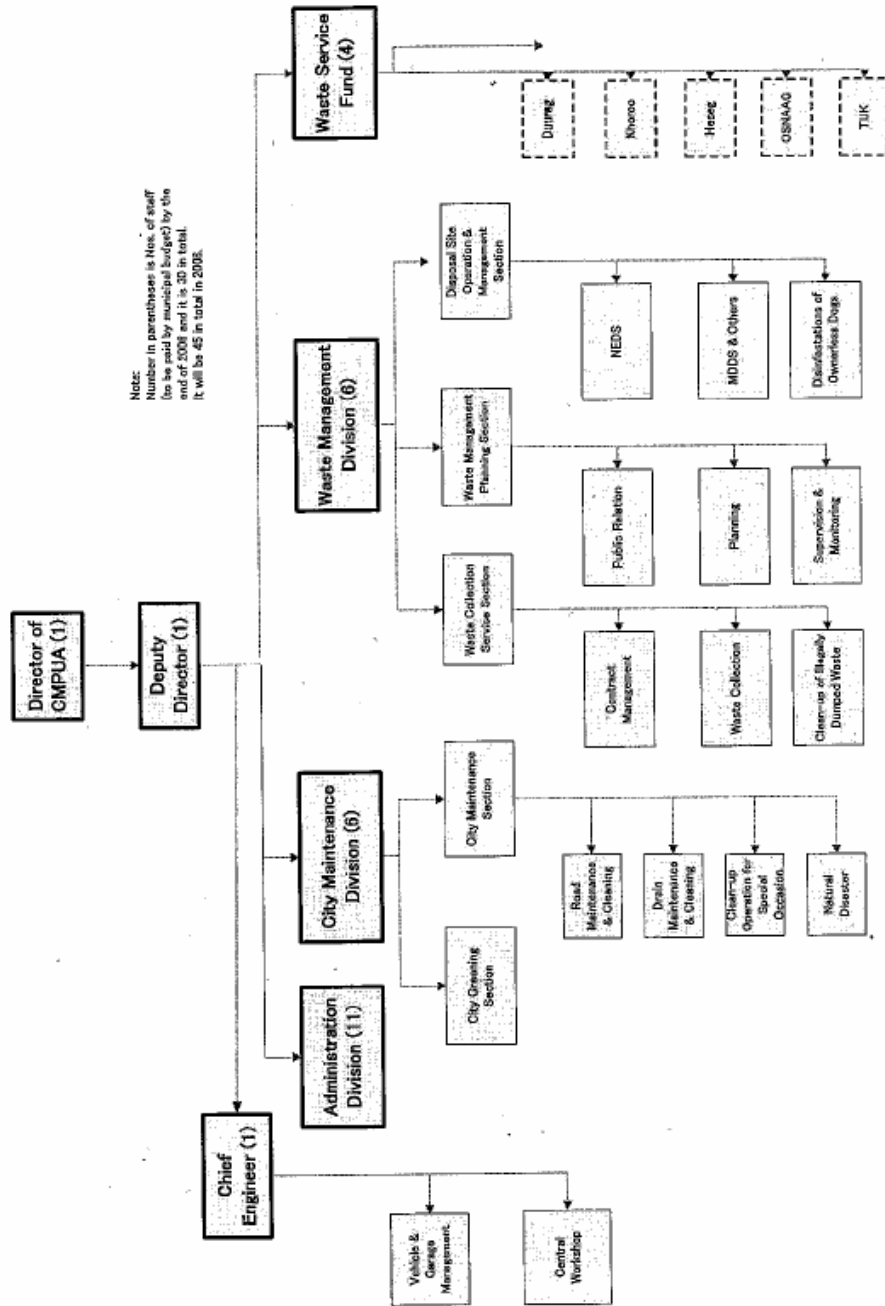 Director of
CMPUA (1)
Deputy
Director (1)
Note:
Number in parentheses is Nos. of staff
(to be paid by municipal budget) by the
end of 2008 and it is 30 in total.
It will be 45 in total in 2008.
Chief
Engineer (1)
Administration
Division (11)
City Maintenance
Division (6)
Waste Management
Division (6)
Waste Service
Fund (4)
Vehicle &
Garage
Management
Central
Workshop
City Greening
Section
City Maintenance
Section
Waste Collection
Service Section
Waste Management
Planning Section
Disposal Site
Operation &
Management
Section
Road
Maintenance
& Cleaning
Drain
Maintenance
& Cleaning
Clean-up
Operation for
Special
Occasion
Natural
Disaster
Contract
Management
Waste Collection
Clean-up of Illegally
Dumped Waste
Public Relation
Planning
Supervision &
Monitoring
NEDS
MDDS & Others
Disinfestations of
Ownerless Dogs
Duureg
Khoroo
Heseg
OSNAAG
TUK